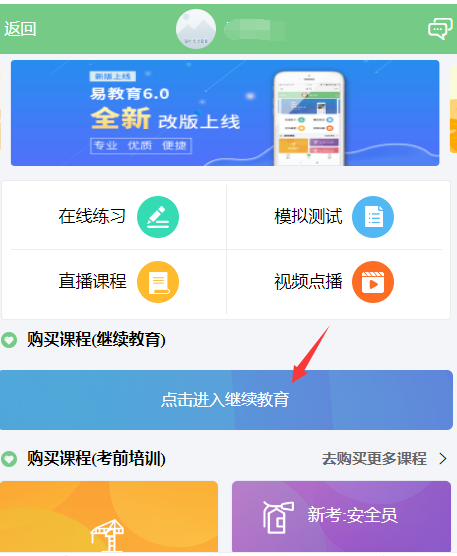 返回
新版上线
易教育6.0
全新 改版上线
专业 优质 便捷
在线练习
模拟测试
直播课程
视频点播
购买课程(继续教育)
点击进入继续教育
购买课程(考前培训)
去购买更多课程
新考:安全员